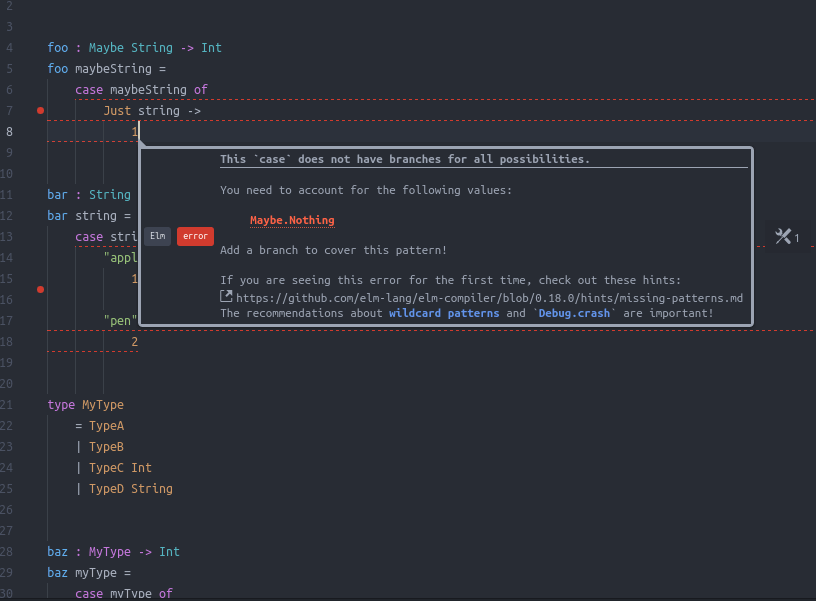 2
3
4 foo : Maybe String -> Int
5 foo maybeString =
6 case maybeString of
7 Just string ->
8 1
9
10
11 bar : String
12 bar string =
13 case stri
14 "appl
15 1
16
17 "pen"
18 2
19
20
21 type MyType
22 = TypeA
23 | TypeB
24 | TypeC Int
25 | TypeD String
26
27
28 baz : MyType -> Int
29 baz myType =
30 case myType of
Elm error
This `case` does not have branches for all possibilities.
You need to account for the following values:
Maybe.Nothing
Add a branch to cover this pattern!
If you are seeing this error for the first time, check out these hints:
https://github.com/elm-lang/elm-compiler/blob/0.18.0/hints/missing-patterns.md
The recommendations about wildcard patterns and `Debug.crash` are important!
1